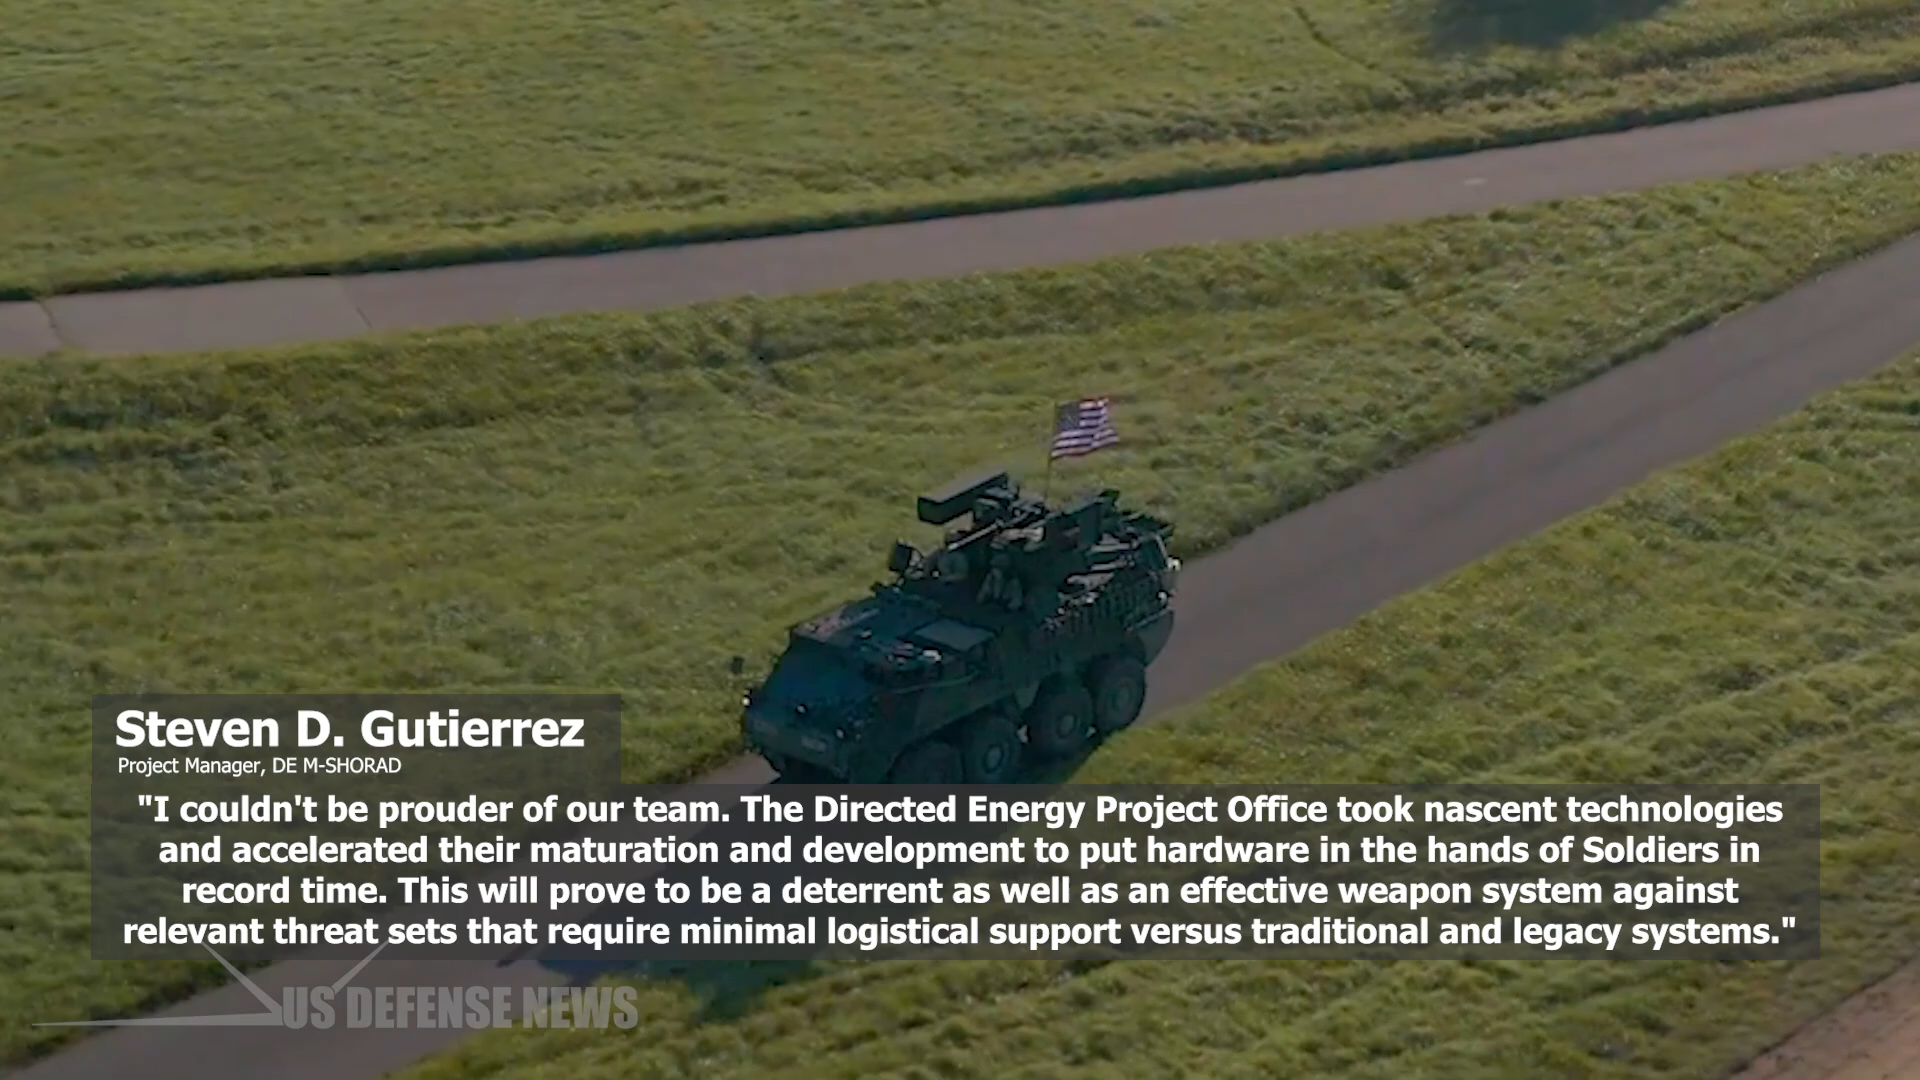 Steven D. Gutierrez
Project Manager, DE M-SHORAD
"I couldn't be prouder of our team. The Directed Energy Project Office took nascent technologies
and accelerated their maturation and development to put hardware in the hands of Soldiers in
record time. This will prove to be a deterrent as well as an effective weapon system against
relevant threat sets that require minimal logistical support versus traditional and legacy systems."
US DEFENSE NEWS